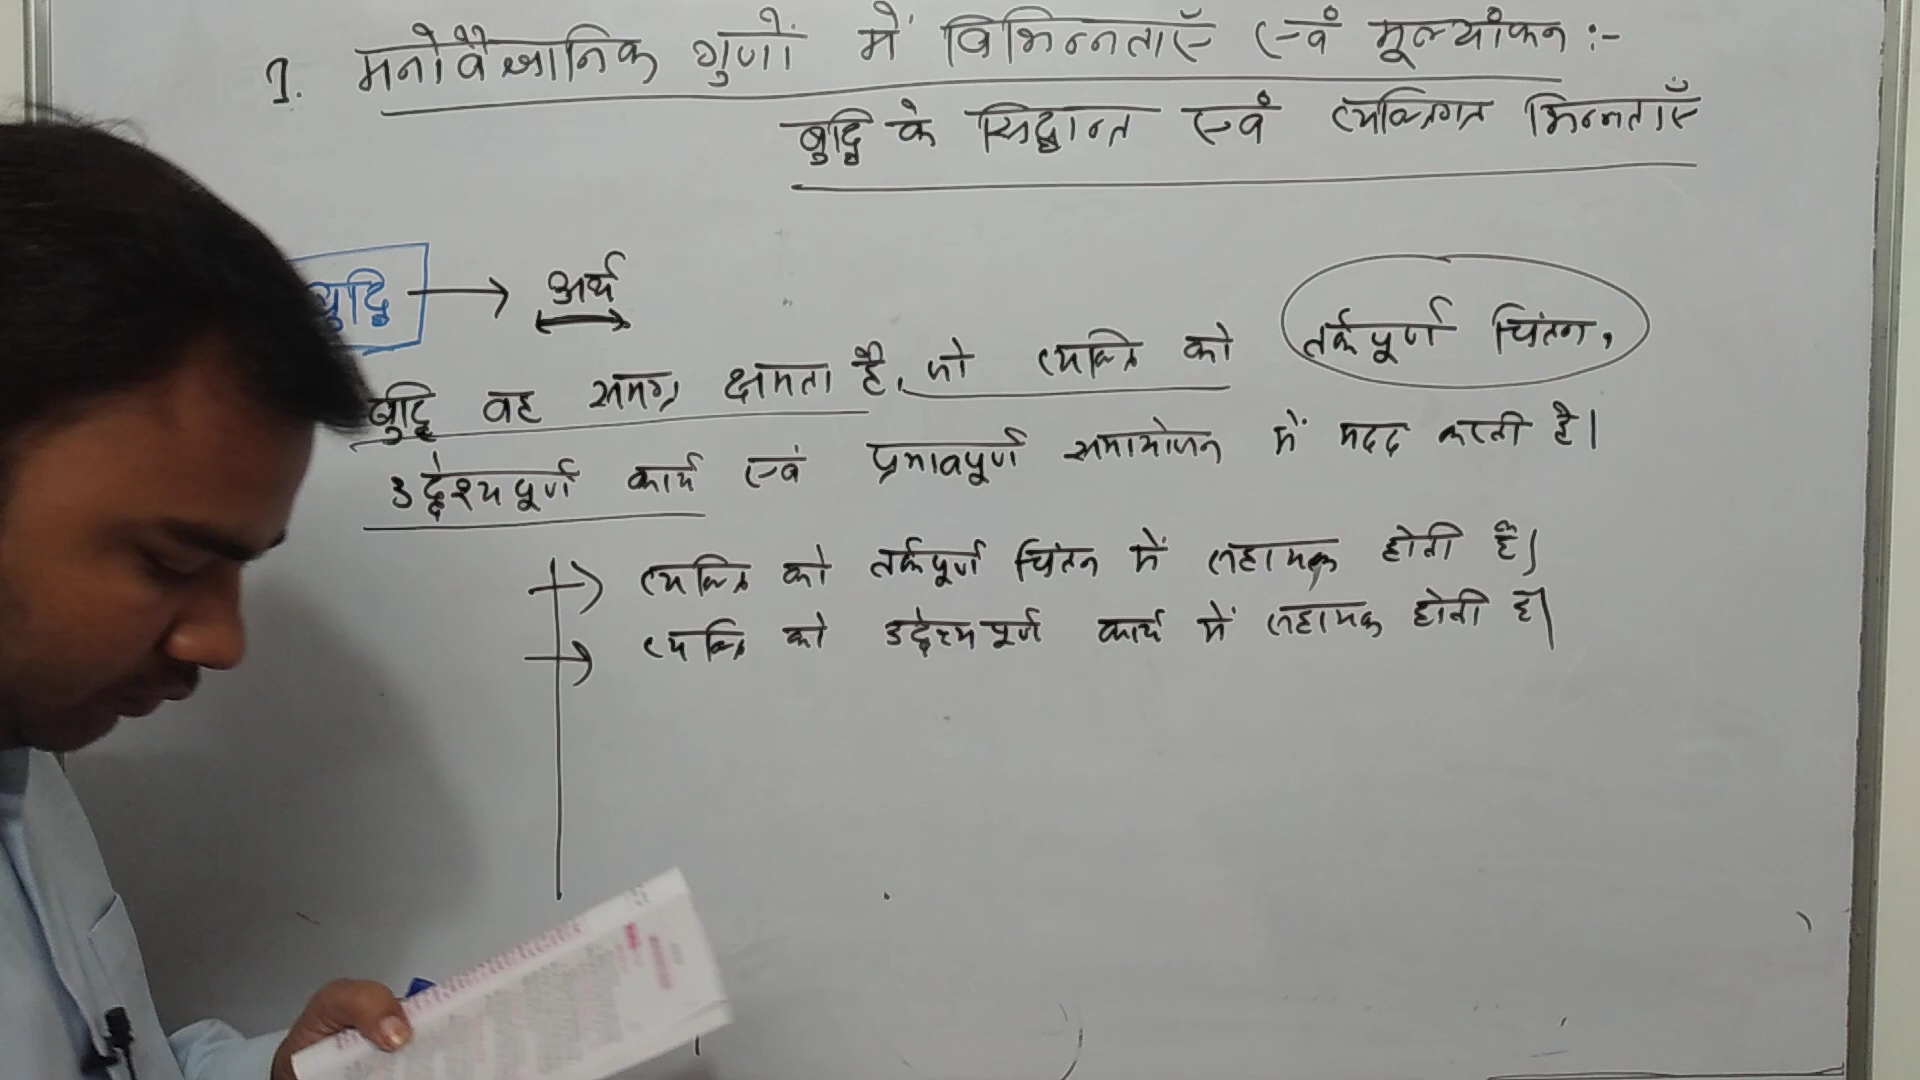 1. मनोवैज्ञानिक गुणों में विभिन्नताएँ एवं मूल्यांकन :-
बुद्धि के सिद्धान्त एवं व्यक्तिगत भिन्नताएँ
बुद्धि → अर्थ
बुद्धि वह समग्र क्षमता है, जो व्यक्ति को तर्कपूर्ण चिंतन,
उद्देश्यपूर्ण कार्य एवं प्रभावपूर्ण समायोजन में मदद करती है।
→ व्यक्ति को तर्कपूर्ण चिंतन में सहायक होती है।
→ व्यक्ति को उद्देश्यपूर्ण कार्य में सहायक होती है।